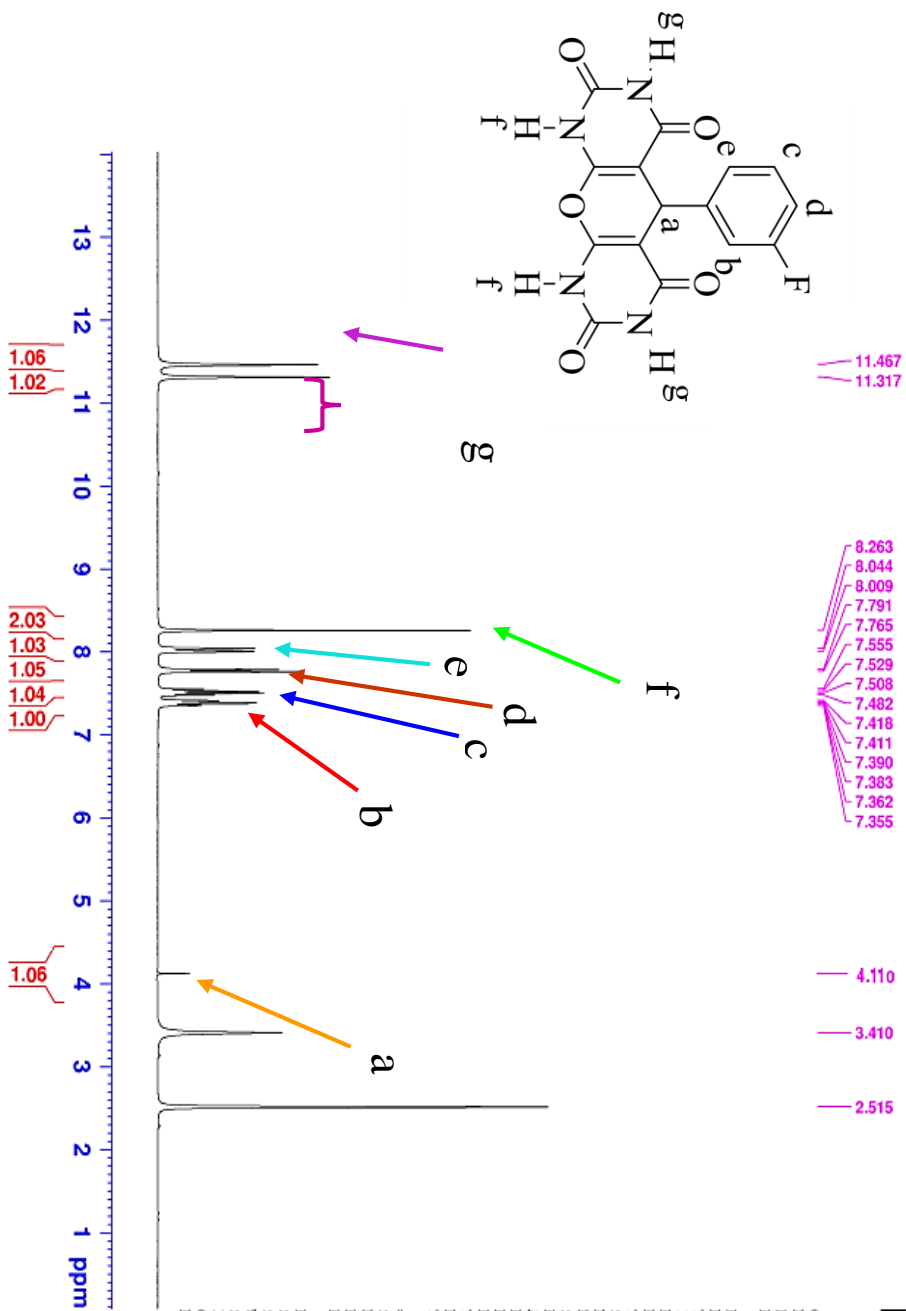 11.467
11.317
8.263
8.044
8.009
7.791
7.765
7.555
7.529
7.508
7.482
7.418
7.411
7.390
7.383
7.362
7.355
4.110
3.410
2.515
d
c
F
e
b
O
O
a
g
H
N
N
H
g
O
N
O
N
O
H
H
f
f
f
d
g
c
e
b
a
13 12 11 10 9 8 7 6 5 4 3 2 1 ppm
1.06
1.02
2.03
1.03
1.05
1.04
1.00
1.06